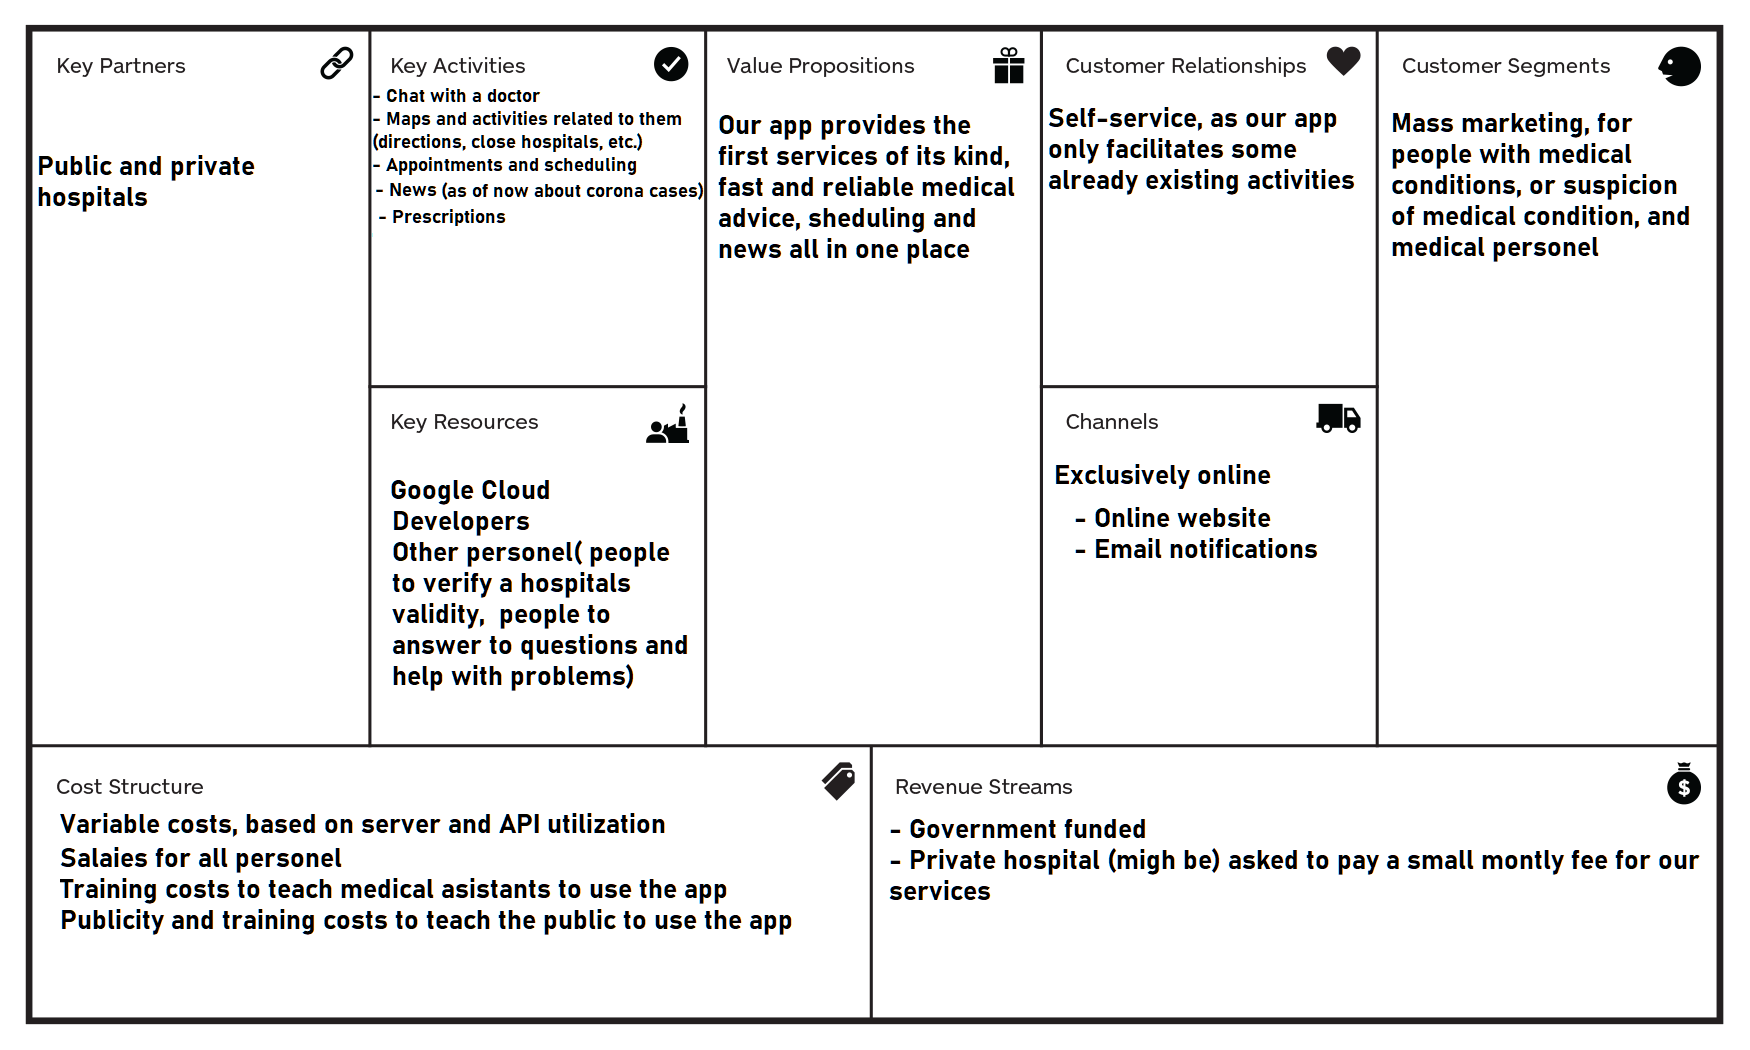 Key Partners
Public and private
hospitals
Key Activities
- Chat with a doctor
- Maps and activities related to them
(directions, close hospitals, etc.)
- Appointments and scheduling
- News (as of now about corona cases)
- Prescriptions
Key Resources
Google Cloud
Developers
Other personel( people
to verify a hospitals
validity,  people to
answer to questions and
help with problems)
Value Propositions
Our app provides the
first services of its kind,
fast and reliable medical
advice, sheduling and
news all in one place
Customer Relationships
Self-service, as our app
only facilitates some
already existing activities
Channels
Exclusively online
- Online website
- Email notifications
Customer Segments
Mass marketing, for
people with medical
conditions, or suspicion
of medical condition, and
medical personel
Cost Structure
Variable costs, based on server and API utilization
Salaies for all personel
Training costs to teach medical asistants to use the app
Publicity and training costs to teach the public to use the app
Revenue Streams
$
- Government funded
- Private hospital (migh be) asked to pay a small montly fee for our
services